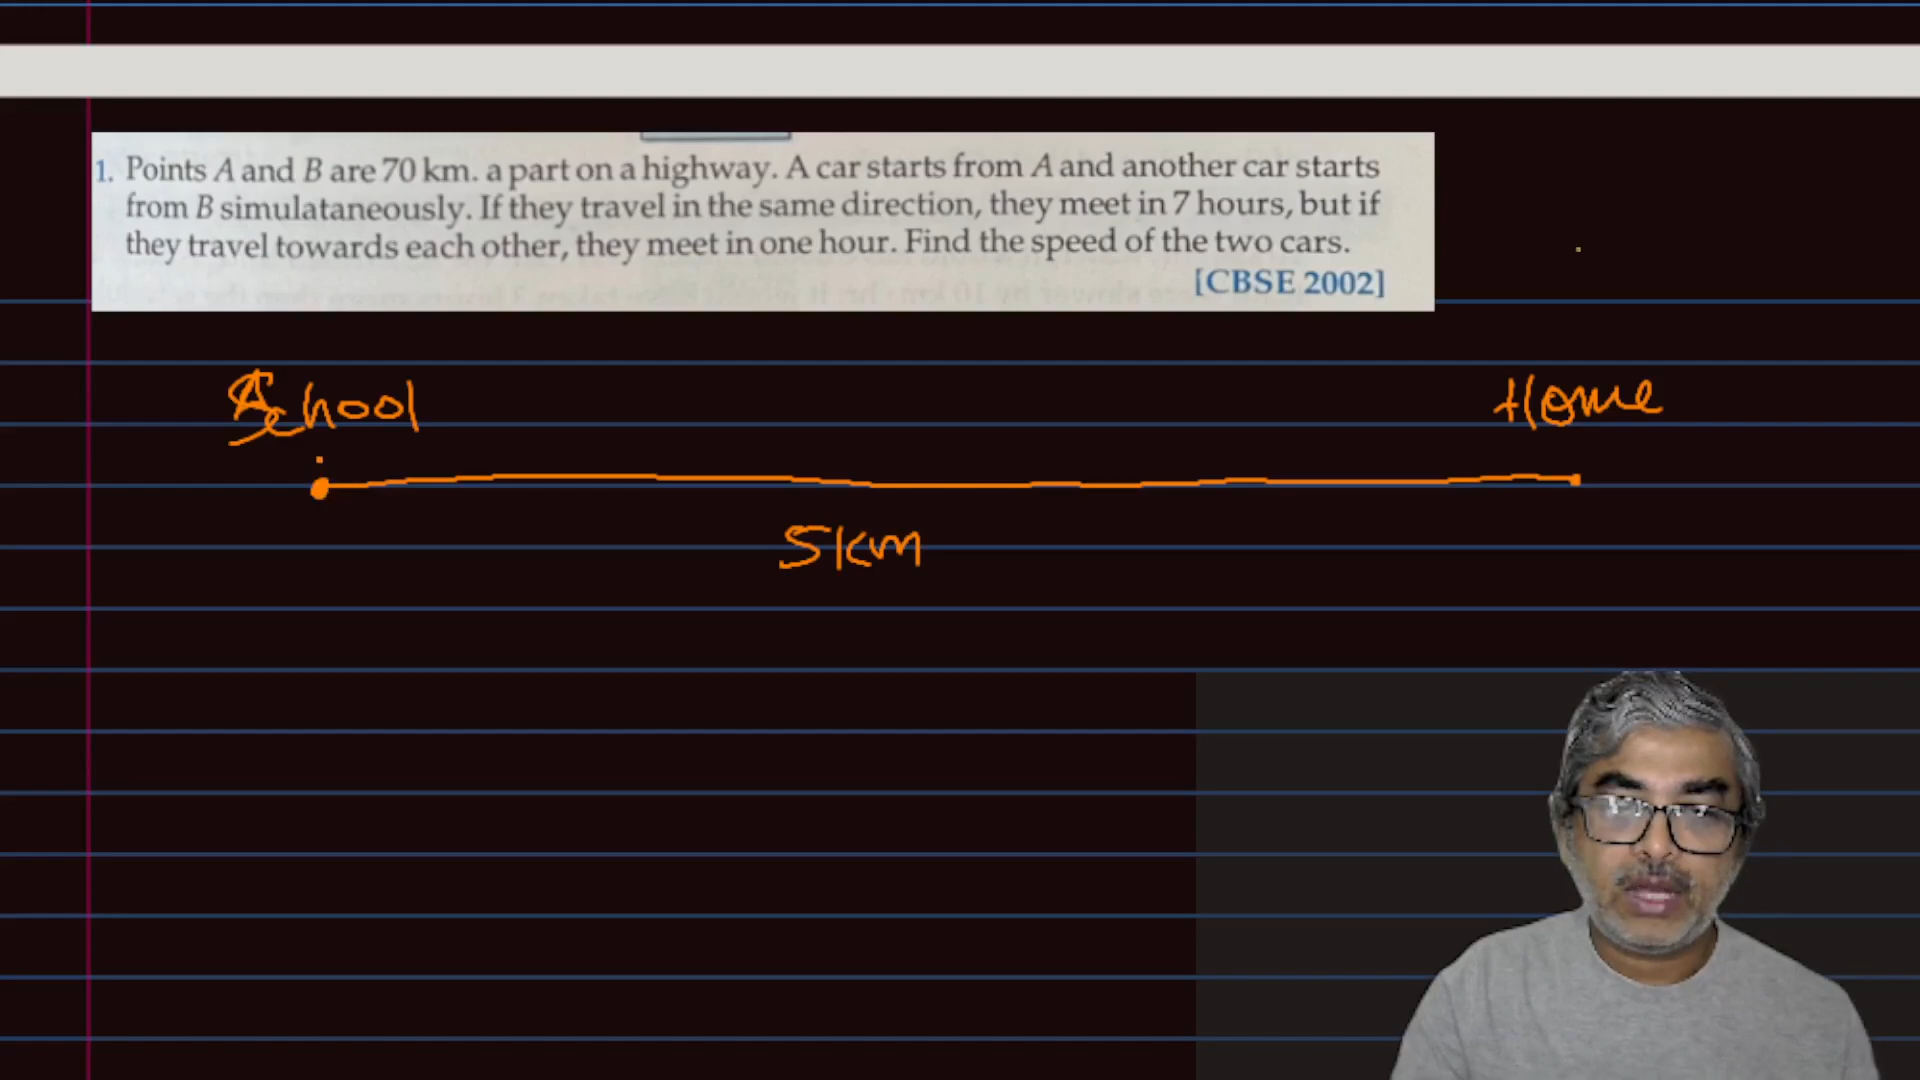 1. Points A and B are 70 km. a part on a highway. A car starts from A and another car starts
from B simulataneously. If they travel in the same direction, they meet in 7 hours, but if
they travel towards each other, they meet in one hour. Find the speed of the two cars.
[CBSE 2002]
School
Home
5km